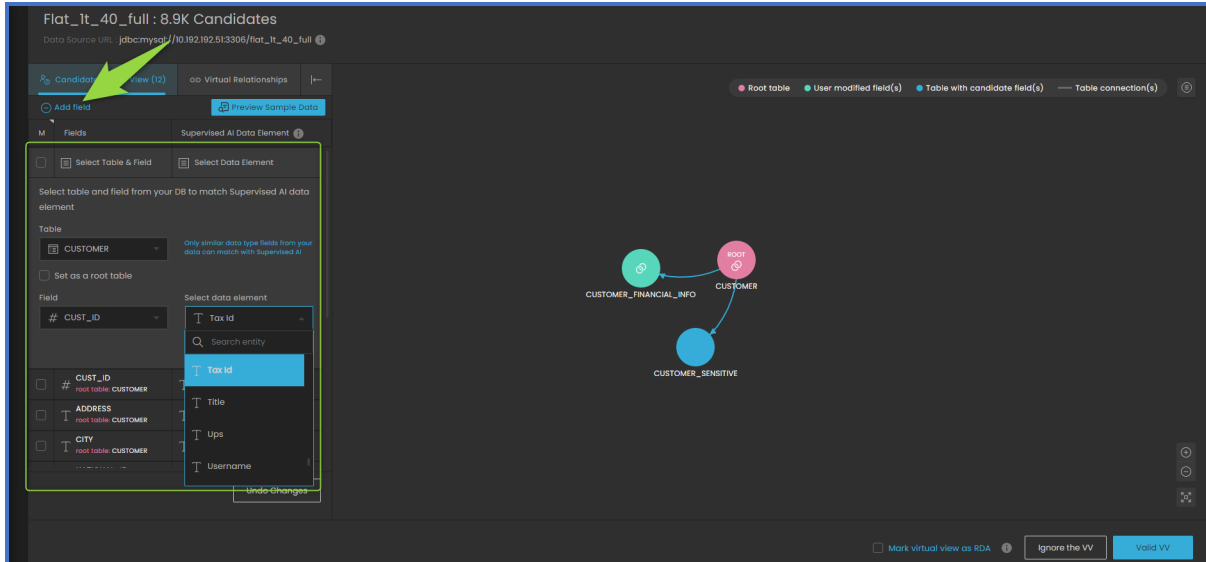 Flat_1t_40_full : 8.9K Candidates
Data Source URL : jdbc:mysql://10.192.192.51:3306/flat_1t_40_full
View (12)
Virtual Relationships
Add field
Preview Sample Data
M Fields Supervised AI Data Element
Select Table & Field Select Data Element
Select table and field from your DB to match Supervised AI data
element
Table
CUSTOMER
Only similar data type fields from your
data can match with Supervised AI
Set as a root table
Field Select data element
# CUST_ID
T Tax Id
Search entity
T Tax Id
T Title
T Ups
T Username
# CUST_ID
root table: CUSTOMER
T ADDRESS
root table: CUSTOMER
T CITY
root table: CUSTOMER
Undo Changes
Root table User modified field(s) Table with candidate field(s) Table connection(s)
ROOT
CUSTOMER
CUSTOMER_FINANCIAL_INFO
CUSTOMER_SENSITIVE
Mark virtual view as RDA
Ignore the VV
Valid VV